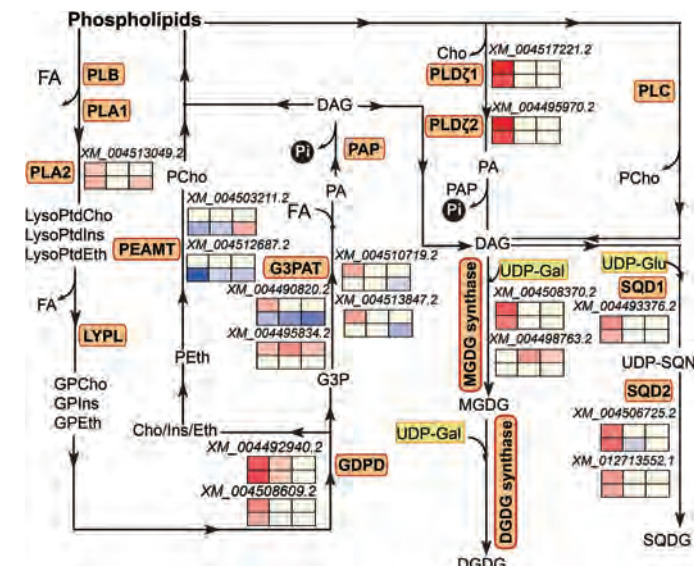 Phospholipids
FA
PLB
PLA1
XM_004513049.2
PLA2
LysoPtdCho
LysoPtdIns
LysoPtdEth
FA
LYPL
GPCho
GPIns
GPEth
PCho
XM_004503211.2
PEAMT
XM_004512687.2
PEth
Cho/Ins/Eth
DAG
Pi
PAP
PA
FA
G3PAT
XM_004510719.2
XM_004490820.2
XM_004513847.2
XM_004495834.2
G3P
XM_004492940.2
GDPD
XM_004508609.2
Cho
XM_004517221.2
PLDζ1
XM_004495970.2
PLDζ2
PA
PAP
Pi
PLC
PCho
DAG
UDP-Gal
XM_004508370.2
MGDG synthase
XM_004498763.2
MGDG
UDP-Gal
DGDG synthase
DGDG
UDP-Glu
SQD1
XM_004493376.2
UDP-SQN
SQD2
XM_004506725.2
XM_012713552.1
SQDG